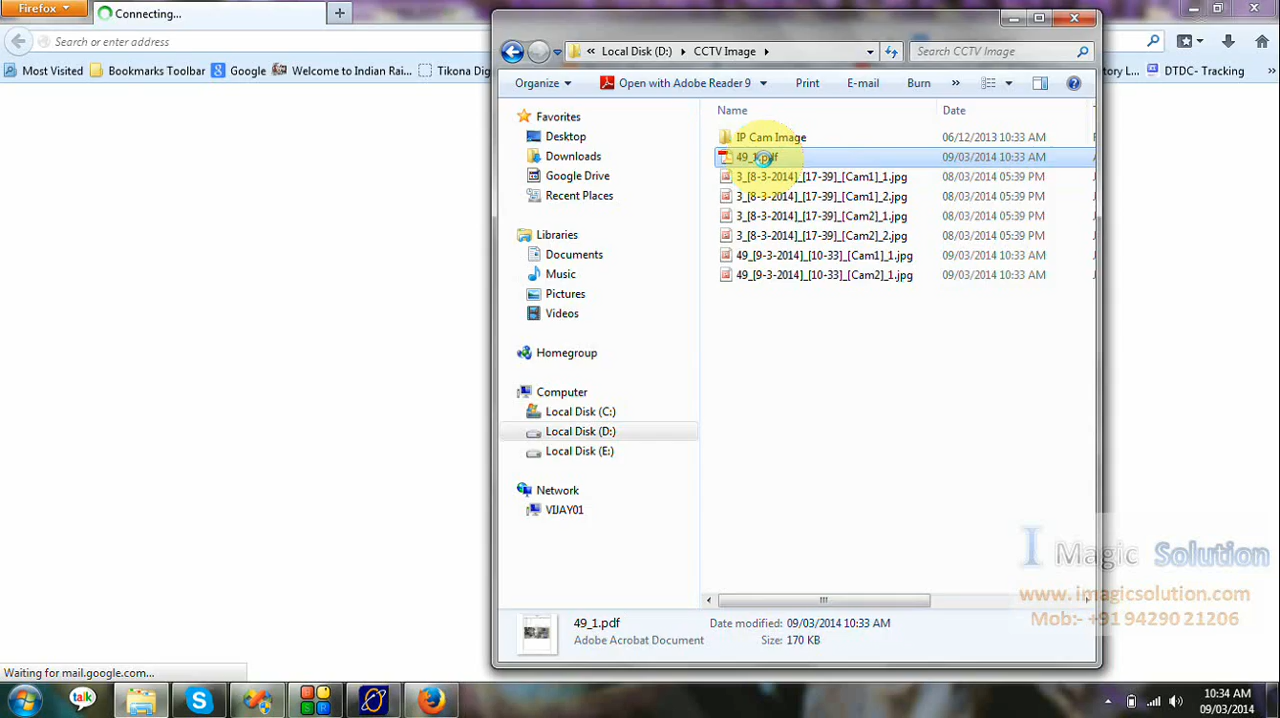 Firefox
Connecting...
Search or enter address
Most Visited
Bookmarks Toolbar
Google
Welcome to Indian Rai...
Tikona Dig
tory L...
DTDC- Tracking
«
Local Disk (D:)
CCTV Image
Search CCTV Image
Organize
Open with Adobe Reader 9
Print
E-mail
Burn
»
Favorites
Desktop
Downloads
Google Drive
Recent Places
Libraries
Documents
Music
Pictures
Videos
Homegroup
Computer
Local Disk (C:)
Local Disk (D:)
Local Disk (E:)
Network
VIJAY01
Name
Date
IP Cam Image
06/12/2013 10:33 AM
49_1.pdf
09/03/2014 10:33 AM
3_[8-3-2014]_[17-39]_[Cam1]_1.jpg
08/03/2014 05:39 PM
3_[8-3-2014]_[17-39]_[Cam1]_2.jpg
08/03/2014 05:39 PM
3_[8-3-2014]_[17-39]_[Cam2]_1.jpg
08/03/2014 05:39 PM
3_[8-3-2014]_[17-39]_[Cam2]_2.jpg
08/03/2014 05:39 PM
49_[9-3-2014]_[10-33]_[Cam1]_1.jpg
09/03/2014 10:33 AM
49_[9-3-2014]_[10-33]_[Cam2]_1.jpg
09/03/2014 10:33 AM
I Magic Solution
www.imagicsolution.com
Mob:- +91 94290 21206
49_1.pdf
Date modified: 09/03/2014 10:33 AM
Adobe Acrobat Document
Size: 170 KB
Waiting for mail.google.com...
talk
10:34 AM
09/03/2014